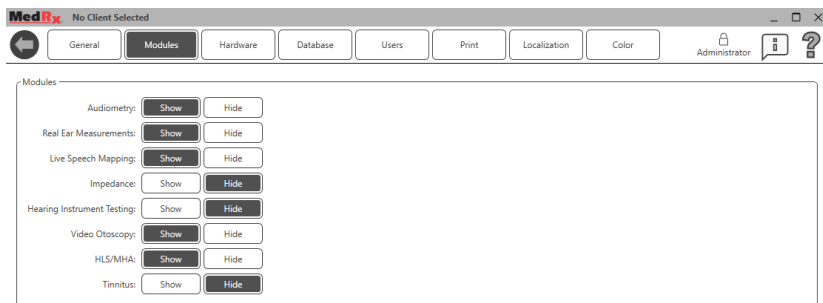 MedRx No Client Selected
General Modules Hardware Database Users Print Localization Color Administrator
Modules
Audiometry: Show Hide
Real Ear Measurements: Show Hide
Live Speech Mapping: Show Hide
Impedance: Show Hide
Hearing Instrument Testing: Show Hide
Video Otoscopy: Show Hide
HLS/MHA: Show Hide
Tinnitus: Show Hide